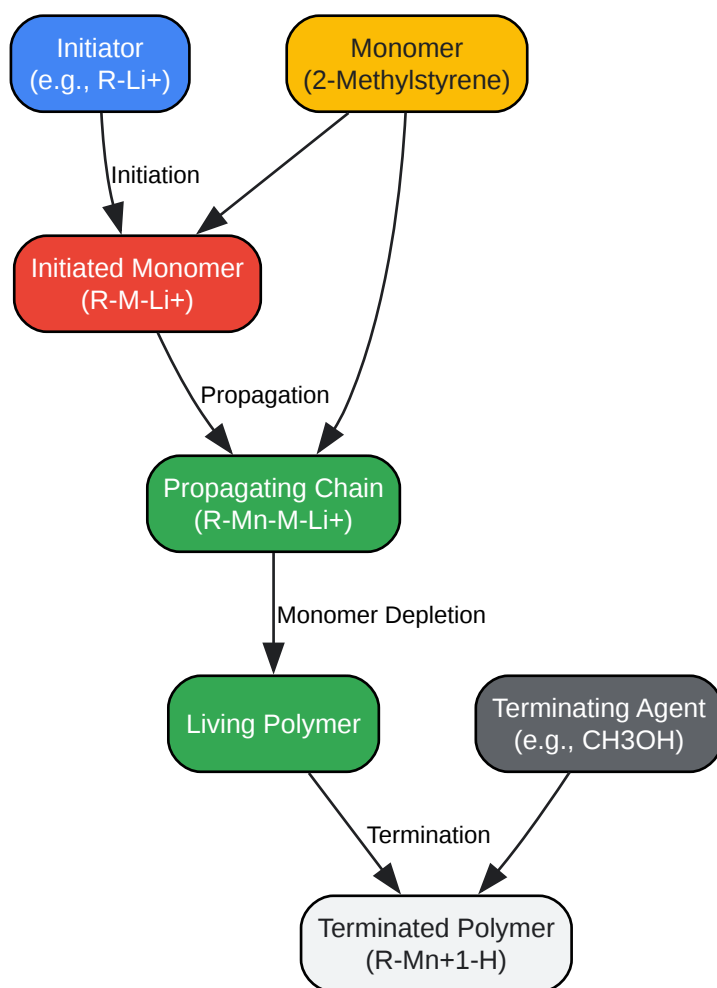 Initiator
(e.g., R-Li+)
Monomer
(2-Methylstyrene)
Initiation
Initiated Monomer
(R-M-Li+)
Propagation
Propagating Chain
(R-Mn-M-Li+)
Monomer Depletion
Living Polymer
Terminating Agent
(e.g., CH3OH)
Termination
Terminated Polymer
(R-Mn+1-H)